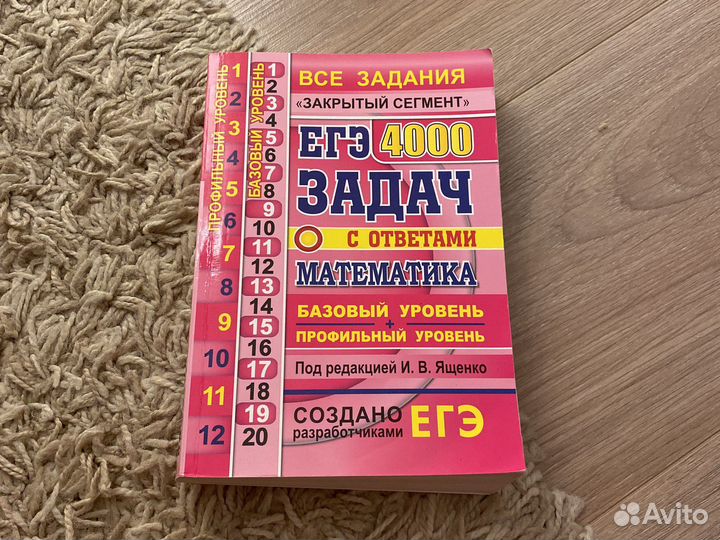 ПРОФИЛЬНЫЙ УРОВЕНЬ
1
2
3
4
5
6
7
8
9
10
11
12
БАЗОВЫЙ УРОВЕНЬ
1
2
3
4
5
6
7
8
9
10
11
12
13
14
15
16
17
18
19
20
ВСЕ ЗАДАНИЯ
«ЗАКРЫТЫЙ СЕГМЕНТ»
ЕГЭ 4000
ЗАДАЧ
С ОТВЕТАМИ
МАТЕМАТИКА
БАЗОВЫЙ УРОВЕНЬ
+
ПРОФИЛЬНЫЙ УРОВЕНЬ
Под редакцией И. В. Ященко
СОЗДАНО
разработчиками ЕГЭ
Avito